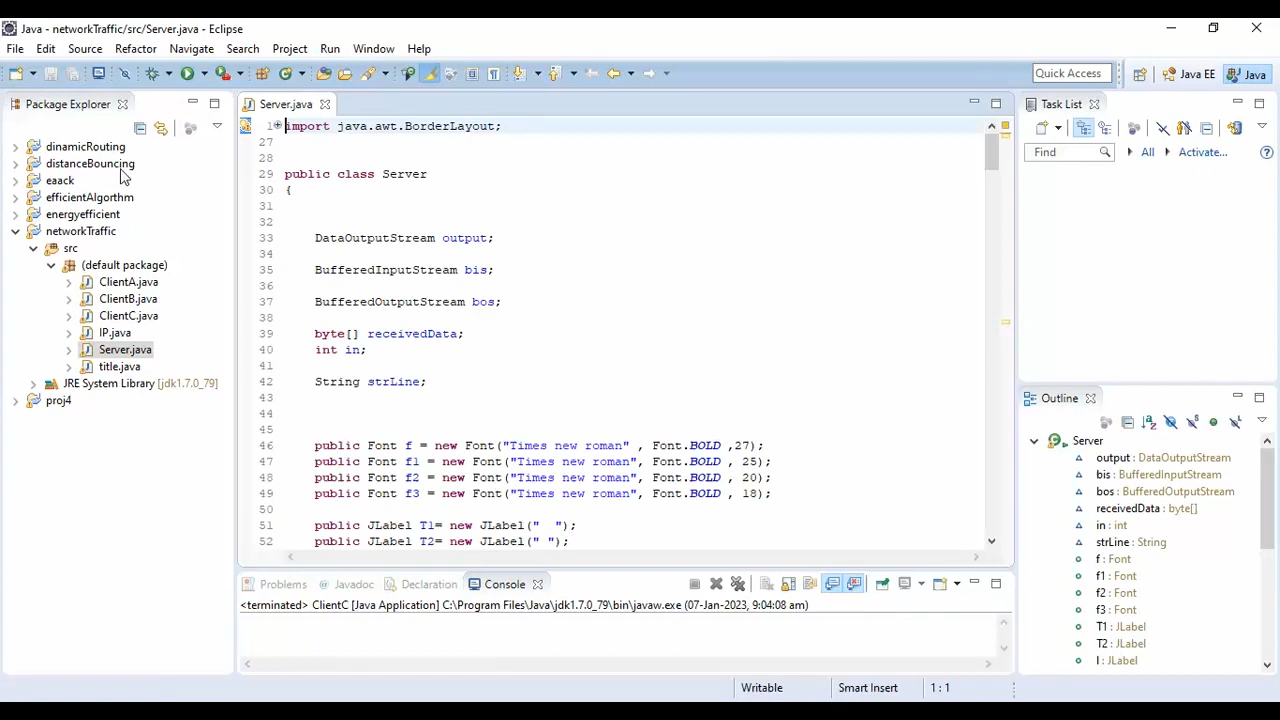 Java - networkTraffic/src/Server.java - Eclipse
File Edit Source Refactor Navigate Search Project Run Window Help
Quick Access
Java EE
Java
Package Explorer
dinamicRouting
distanceBouncing
eaack
efficientAlgorthm
energyefficient
networkTraffic
src
(default package)
ClientA.java
ClientB.java
ClientC.java
IP.java
Server.java
title.java
JRE System Library [jdk1.7.0_79]
proj4
Server.java
1 import java.awt.BorderLayout;
27
28
29 public class Server
30 {
31
32
33 DataOutputStream output;
34
35 BufferedInputStream bis;
36
37 BufferedOutputStream bos;
38
39 byte[] receivedData;
40 int in;
41
42 String strLine;
43
44
45
46 public Font f = new Font("Times new roman" , Font.BOLD ,27);
47 public Font f1 = new Font("Times new roman", Font.BOLD , 25);
48 public Font f2 = new Font("Times new roman", Font.BOLD , 20);
49 public Font f3 = new Font("Times new roman", Font.BOLD , 18);
50
51 public JLabel T1= new JLabel("  ");
52 public JLabel T2= new JLabel(" ");
Problems @ Javadoc Declaration Console
<terminated> ClientC [Java Application] C:\Program Files\Java\jdk1.7.0_79\bin\javaw.exe (07-Jan-2023, 9:04:08 am)
Task List
Find All Activate...
Outline
Server
output : DataOutputStream
bis : BufferedInputStream
bos : BufferedOutputStream
receivedData : byte[]
in : int
strLine : String
f : Font
f1 : Font
f2 : Font
f3 : Font
T1 : JLabel
T2 : JLabel
l : JLabel
Writable Smart Insert 1 : 1